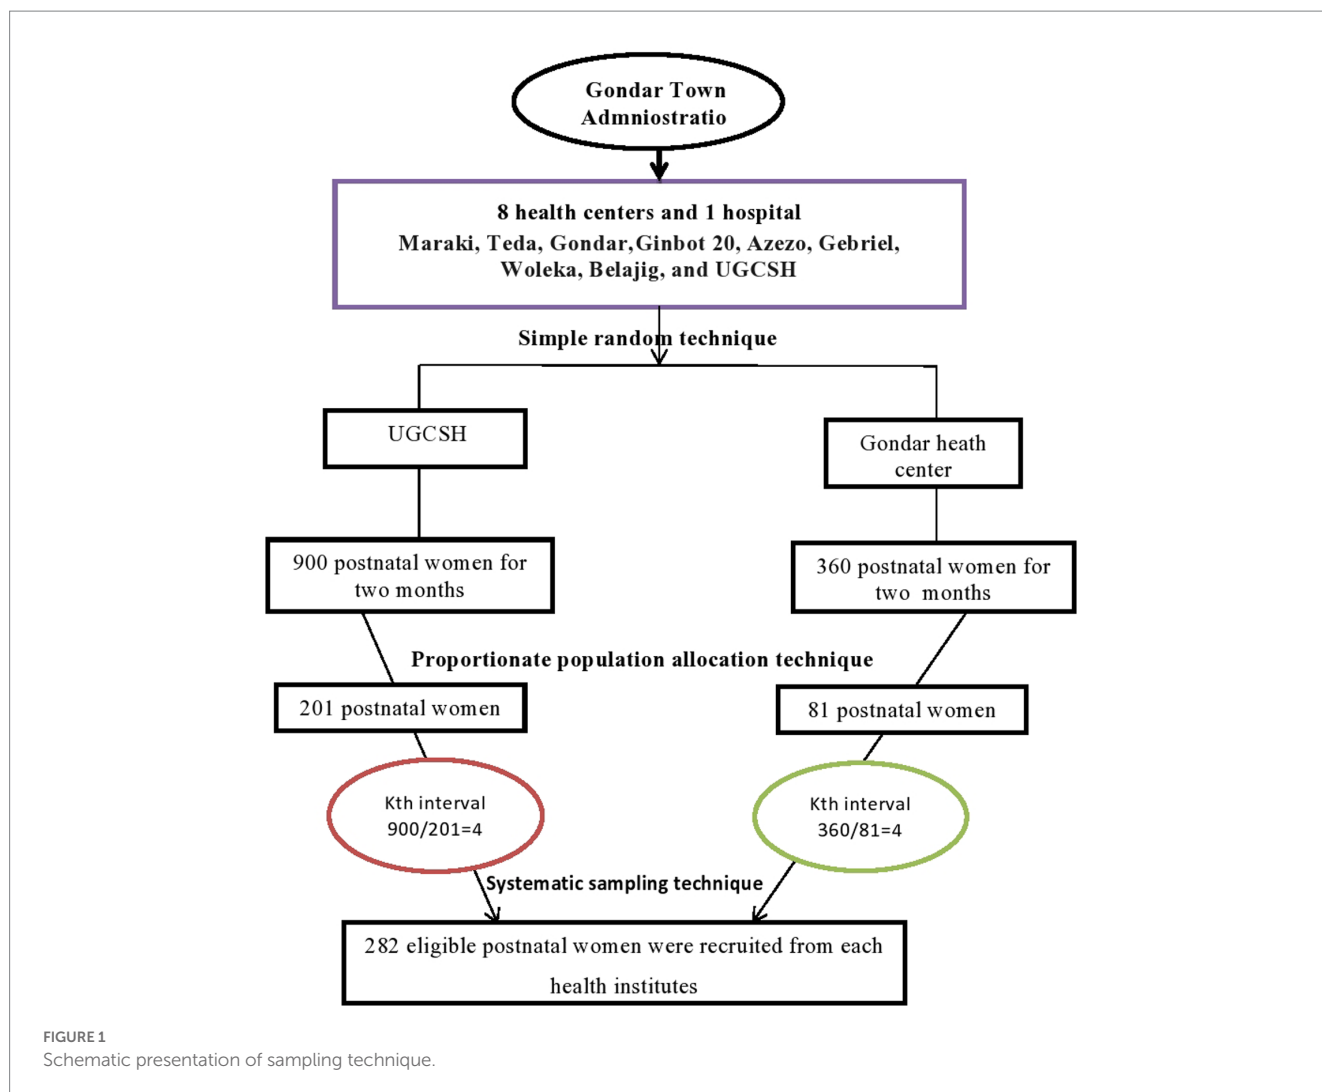 Gondar Town
Admniostratio
8 health centers and 1 hospital
Maraki, Teda, Gondar,Ginbot 20, Azezo, Gebriel,
Woleka, Belajig, and UGCSH
Simple random technique
UGCSH
Gondar heath
center
900 postnatal women for
two months
360 postnatal women for
two months
Proportionate population allocation technique
201 postnatal women
81 postnatal women
Kth interval
900/201=4
Kth interval
360/81=4
Systematic sampling technique
282 eligible postnatal women were recruited from each
health institutes
FIGURE 1
Schematic presentation of sampling technique.